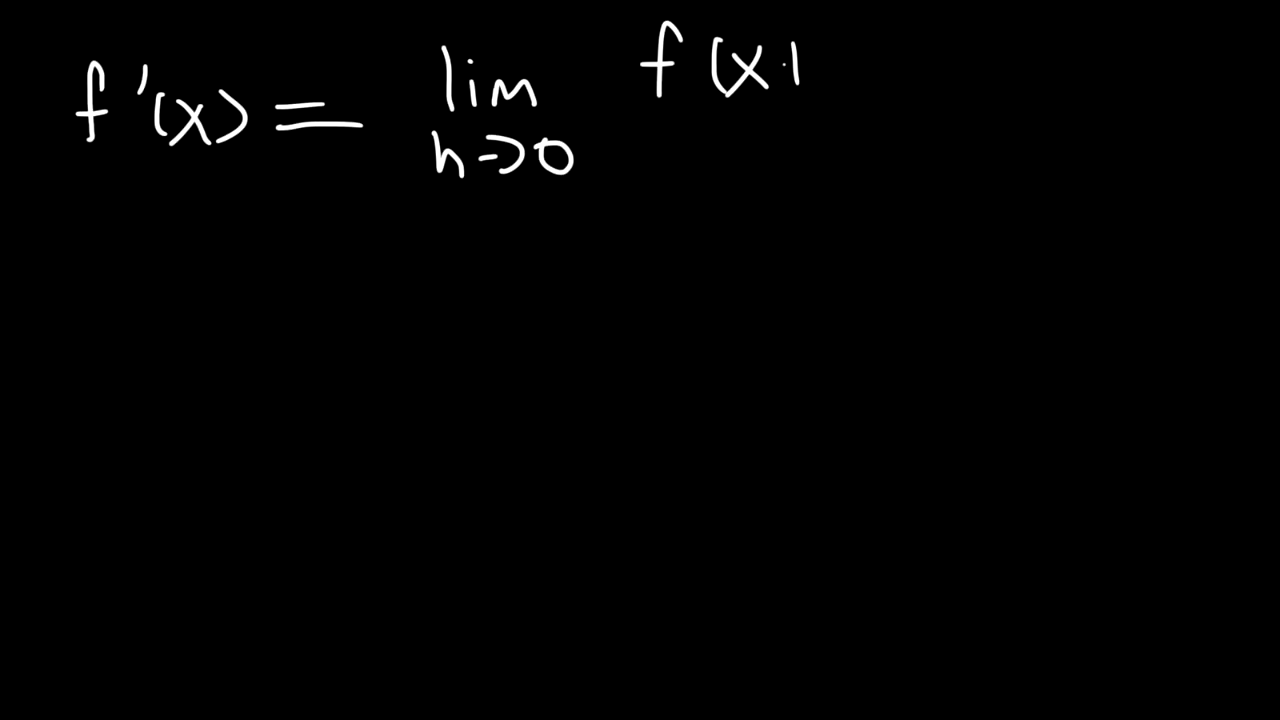 f'(x) = lim f(x
h→0